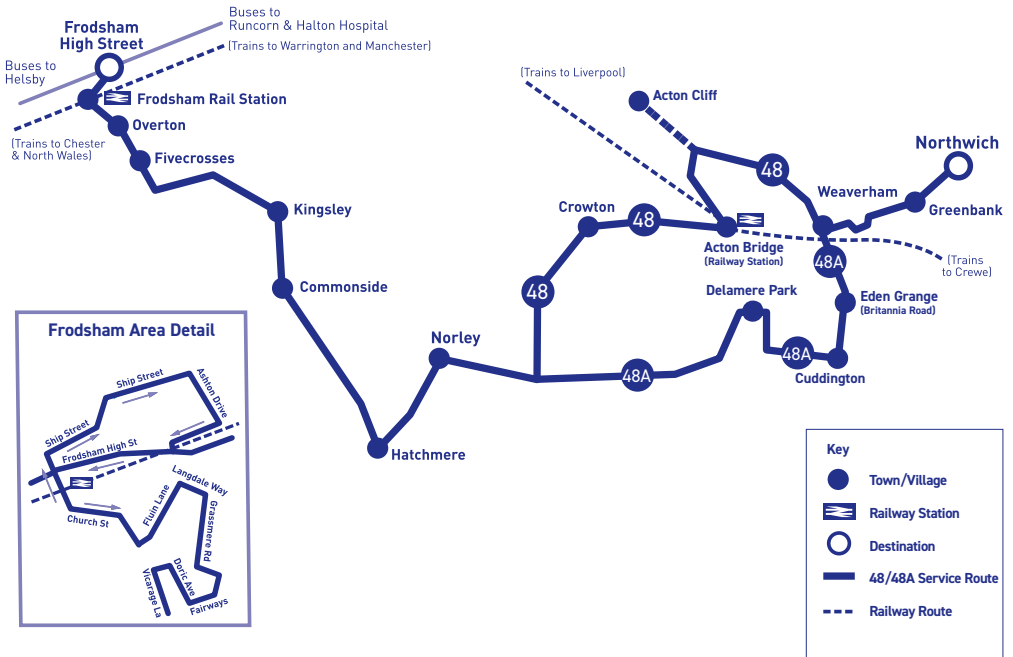 Frodsham
High Street
Buses to
Runcorn & Halton Hospital
(Trains to Warrington and Manchester)
Buses to
Helsby
Frodsham Rail Station
Overton
(Trains to Chester
& North Wales)
Fivecrosses
Kingsley
Commonside
Norley
Hatchmere
(Trains to Liverpool)
Acton Cliff
Northwich
48
Weaverham
Greenbank
Crowton
48
Acton Bridge
(Railway Station)
48A
(Trains
to Crewe)
48
Delamere Park
Eden Grange
(Britannia Road)
48A
48A
Cuddington
Frodsham Area Detail
Ship Street
Ashton Drive
Ship Street
Frodsham High St
Church St
Fluin Lane
Langdale Way
Grassmere Rd
Doric Ave
Vicarage La
Fairways
Key
Town/Village
Railway Station
Destination
48/48A Service Route
Railway Route